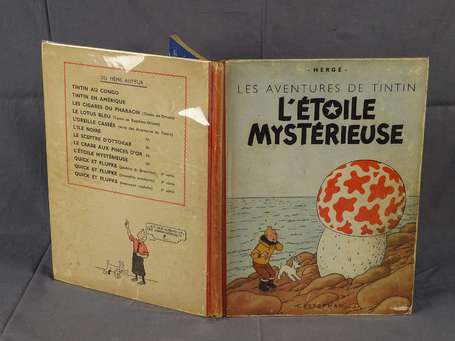 DU MÊME AUTEUR
TINTIN AU CONGO
TINTIN EN AMÉRIQUE
LES CIGARES DU PHARAON
LE LOTUS BLEU
L'OREILLE CASSÉE
L'ILE NOIRE
LE SCEPTRE D'OTTOKAR
LE CRABE AUX PINCES D'OR
L'ÉTOILE MYSTÉRIEUSE
QUICK ET FLUPKE
QUICK ET FLUPKE
QUICK ET FLUPKE
- HERGÉ -
LES AVENTURES DE TINTIN
L'ÉTOILE
MYSTÉRIEUSE
CASTERMAN